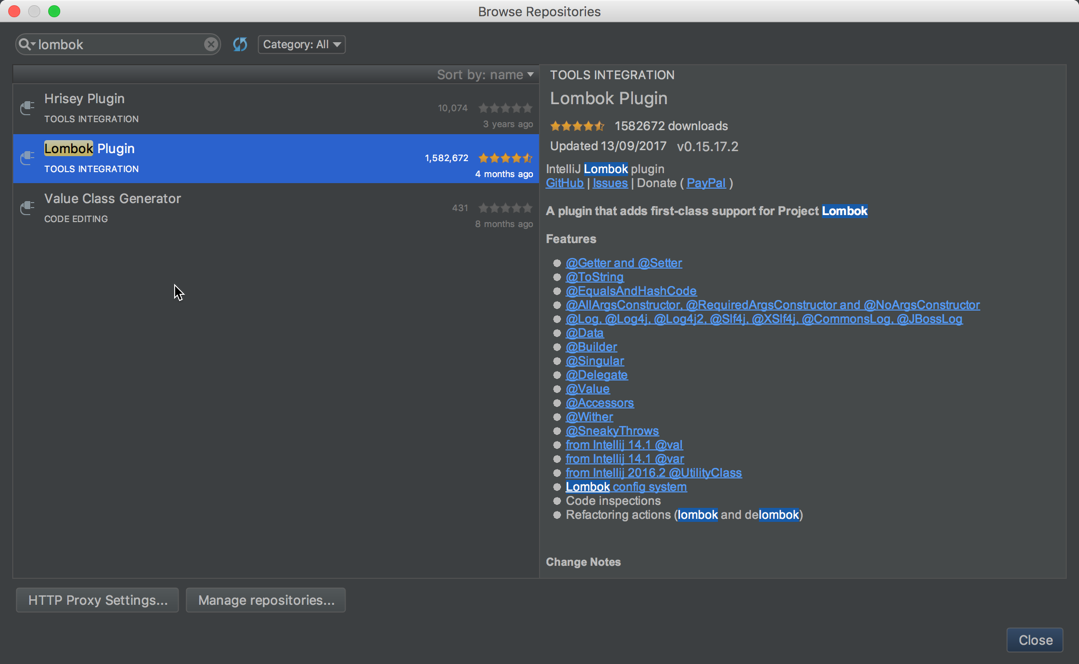 Browse Repositories
lombok
Category: All
Sort by: name
Hrisey Plugin
TOOLS INTEGRATION
10,074
3 years ago
Lombok Plugin
TOOLS INTEGRATION
1,582,672
4 months ago
Value Class Generator
CODE EDITING
431
8 months ago
TOOLS INTEGRATION
Lombok Plugin
1582672 downloads
Updated 13/09/2017 v0.15.17.2
IntelliJ Lombok plugin
GitHub | Issues | Donate ( PayPal )
A plugin that adds first-class support for Project Lombok
Features
@Getter and @Setter
@ToString
@EqualsAndHashCode
@AllArgsConstructor, @RequiredArgsConstructor and @NoArgsConstructor
@Log, @Log4j, @Log4j2, @Slf4j, @XSlf4j, @CommonsLog, @JBossLog
@Data
@Builder
@Singular
@Delegate
@Value
@Accessors
@Wither
@SneakyThrows
from Intellij 14.1 @val
from Intellij 14.1 @var
from Intellij 2016.2 @UtilityClass
Lombok config system
Code inspections
Refactoring actions (lombok and delombok)
Change Notes
HTTP Proxy Settings...
Manage repositories...
Close